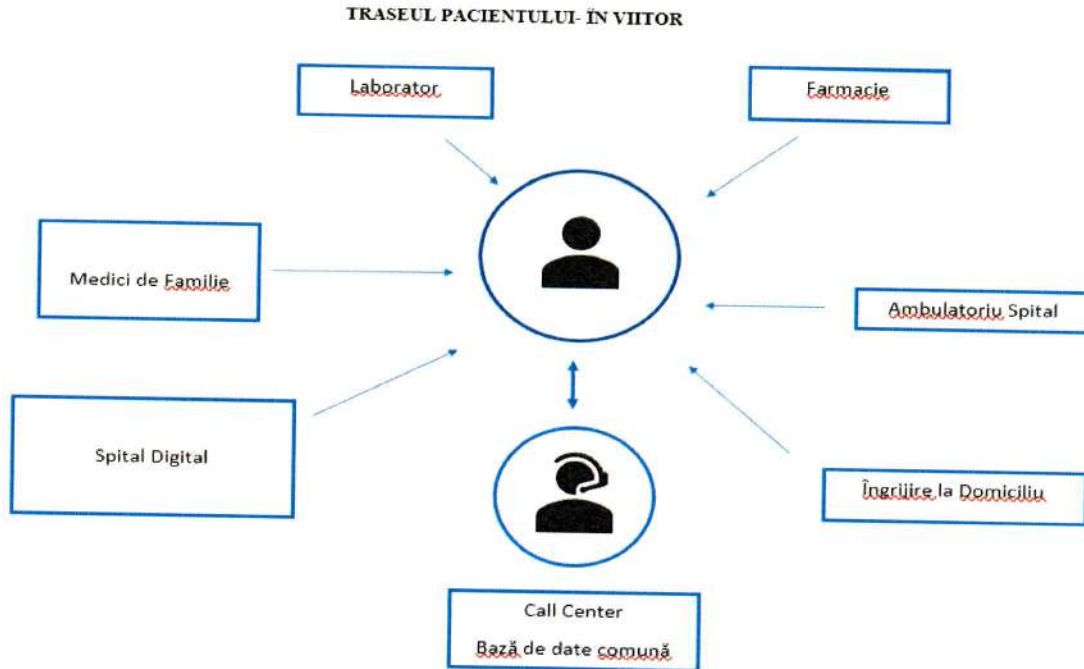 TRASEUL PACIENTULUI- ÎN VIITOR
Laborator
Farmacie
Medici de Familie
Ambulatoriu Spital
Spital Digital
Îngrijire la Domiciliu
Call Center
Bază de date comună